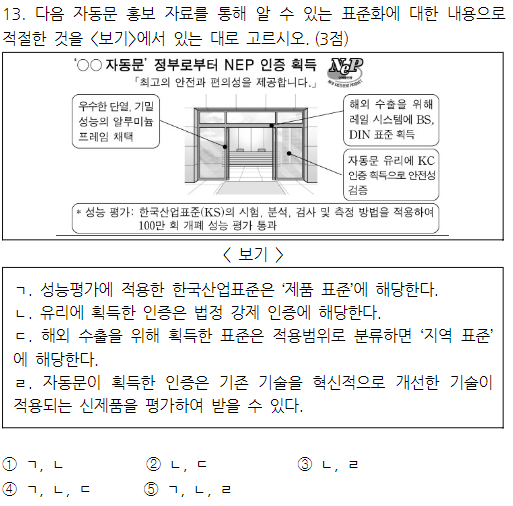 13. 다음 자동문 홍보 자료를 통해 알 수 있는 표준화에 대한 내용으로
적절한 것을 <보기>에서 있는 대로 고르시오. (3점)
'○○ 자동문' 정부로부터 NEP 인증 획득
「최고의 안전과 편의성을 제공합니다.」
NeP
NEW EXCELLENT PRODUCT
우수한 단열, 기밀
성능의 알루미늄
프레임 채택
해외 수출을 위해
레일 시스템에 BS,
DIN 표준 획득
자동문 유리에 KC
인증 획득으로 안전성
검증
* 성능 평가: 한국산업표준(KS)의 시험, 분석, 검사 및 측정 방법을 적용하여
100만 회 개폐 성능 평가 통과
< 보기 >
ㄱ. 성능평가에 적용한 한국산업표준은 '제품 표준'에 해당한다.
ㄴ. 유리에 획득한 인증은 법정 강제 인증에 해당한다.
ㄷ. 해외 수출을 위해 획득한 표준은 적용범위로 분류하면 '지역 표준'
에 해당한다.
ㄹ. 자동문이 획득한 인증은 기존 기술을 혁신적으로 개선한 기술이
적용되는 신제품을 평가하여 받을 수 있다.
① ㄱ, ㄴ ② ㄴ, ㄷ ③ ㄴ, ㄹ
④ ㄱ, ㄴ, ㄷ ⑤ ㄱ, ㄴ, ㄹ